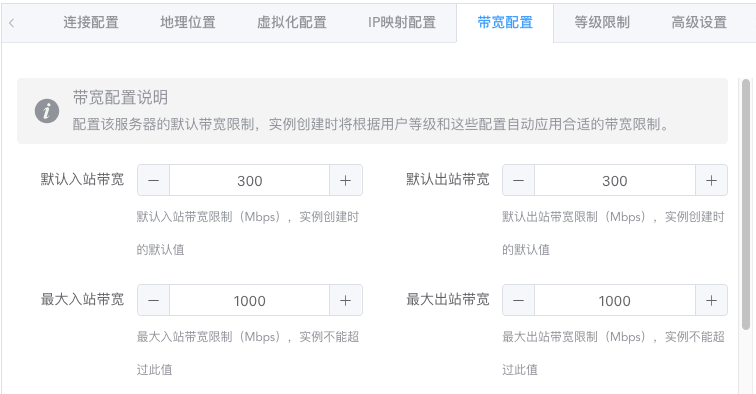 连接配置 地理位置 虚拟化配置 IP映射配置 带宽配置 等级限制 高级设置
带宽配置说明
配置该服务器的默认带宽限制，实例创建时将根据用户等级和这些配置自动应用合适的带宽限制。
默认入站带宽 300 默认出站带宽 300
默认入站带宽限制（Mbps），实例创建时
的默认值
默认出站带宽限制（Mbps），实例创建时
的默认值
最大入站带宽 1000 最大出站带宽 1000
最大入站带宽限制（Mbps），实例不能超
过此值
最大出站带宽限制（Mbps），实例不能超
过此值